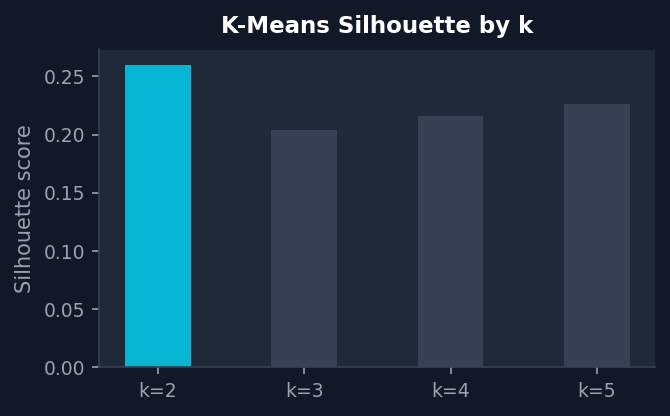 K-Means Silhouette by k
Silhouette score
0.25
0.20
0.15
0.10
0.05
0.00
k=2
k=3
k=4
k=5